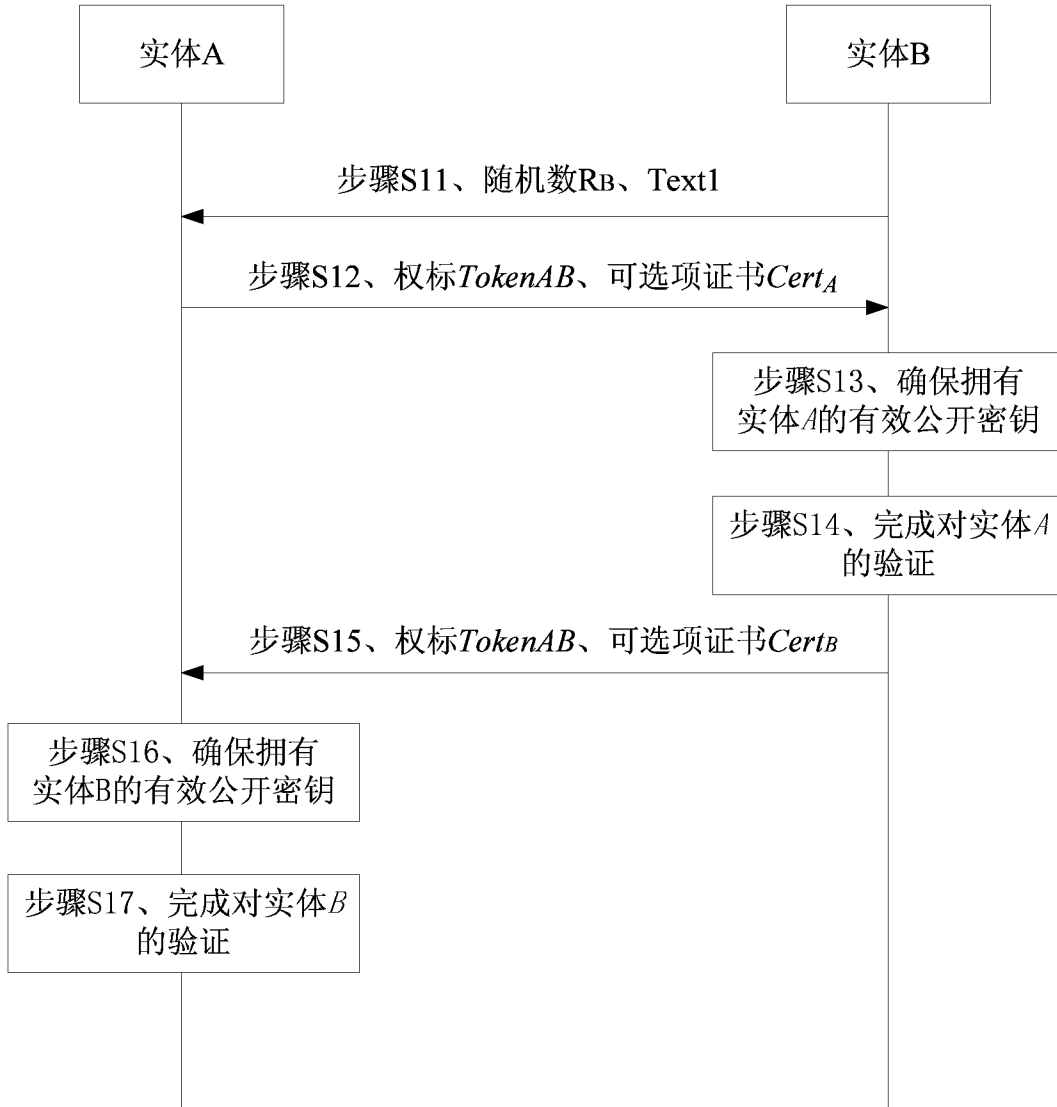 实体A
实体B
步骤S11、随机数RB、Text1
步骤S12、权标TokenAB、可选项证书CertA
步骤S13、确保拥有
实体A的有效公开密钥
步骤S14、完成对实体A
的验证
步骤S15、权标TokenAB、可选项证书CertB
步骤S16、确保拥有
实体B的有效公开密钥
步骤S17、完成对实体B
的验证